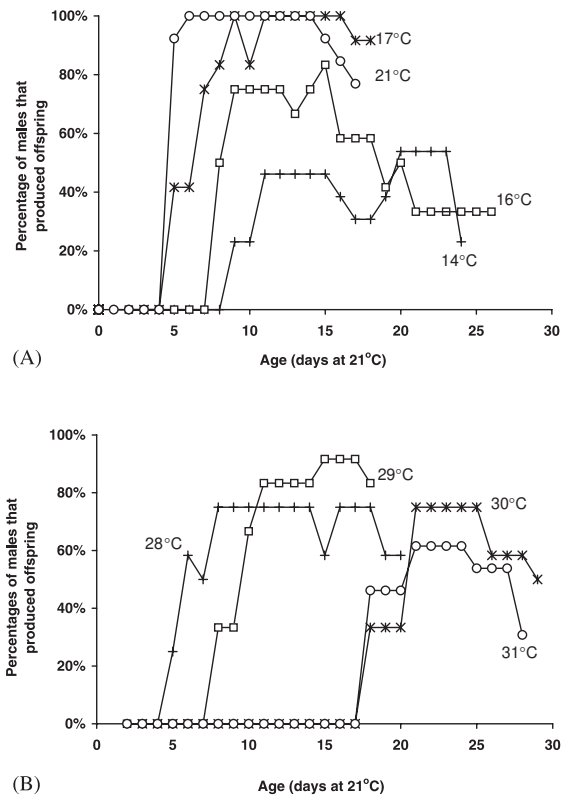 100%
80%
60%
40%
20%
0%
Percentage of males that
produced offspring
17°C
21°C
16°C
14°C
0
5
10
15
20
25
30
(A)
Age (days at 21°C)
100%
80%
60%
40%
20%
0%
Percentages of males that
produced offspring
29°C
30°C
28°C
31°C
0
5
10
15
20
25
30
(B)
Age (days at 21°C)